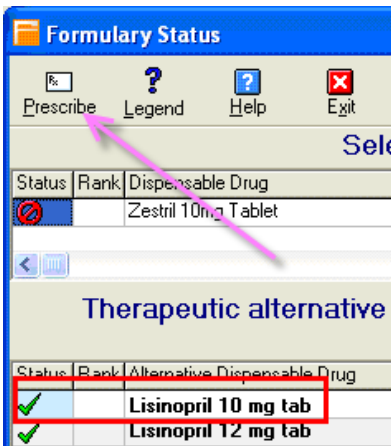 Formulary Status
Prescribe Legend Help Exit
Sele
Status Rank Dispensable Drug
Zestril 10mg Tablet
Therapeutic alternative
Status Rank Alternative Dispensable Drug
Lisinopril 10 mg tab
Lisinopril 12 mg tab